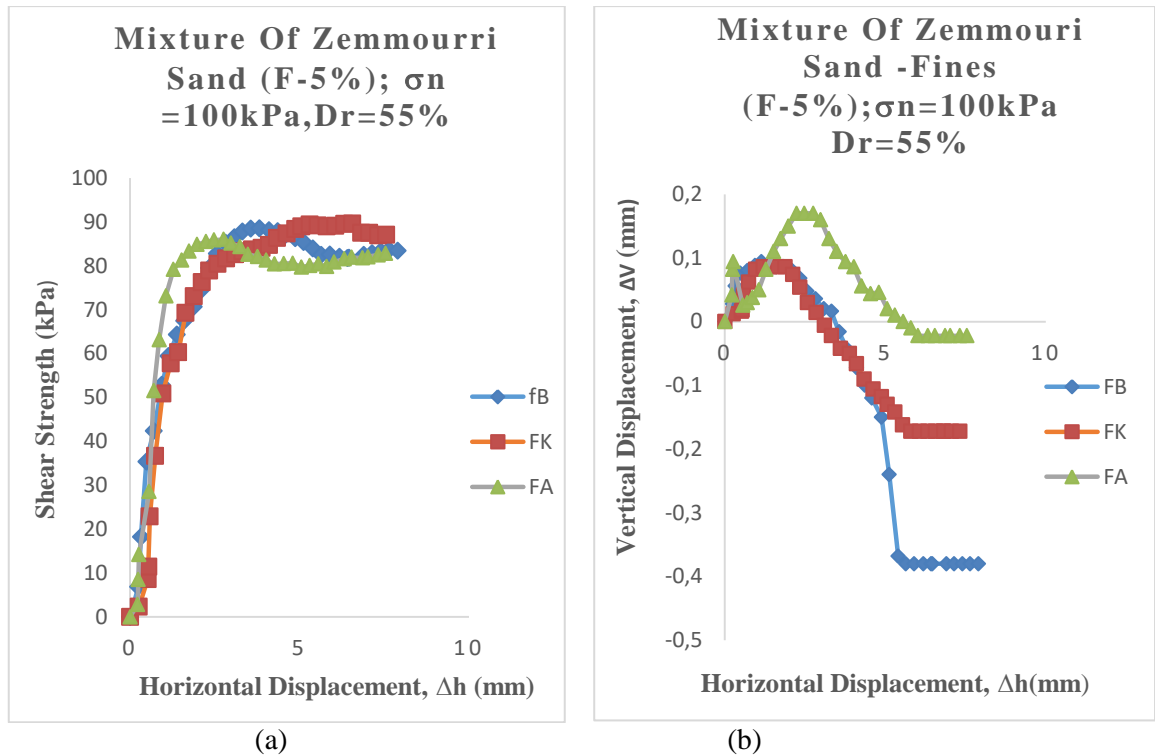 Mixture Of Zemmourri
Sand (F-5%); σn
=100kPa,Dr=55%
100
90
80
70
60
50
40
30
20
10
0
Shear Strength (kPa)
0 5 10
Horizontal Displacement, Δh (mm)
fB
FK
FA
(a)
Mixture Of Zemmouri
Sand -Fines
(F-5%);σn=100kPa
Dr=55%
0,2
0,1
0
-0,1
-0,2
-0,3
-0,4
-0,5
Vertical Displacement, ΔV (mm)
0 5 10
Horizontal Displacement, Δh(mm)
FB
FK
FA
(b)